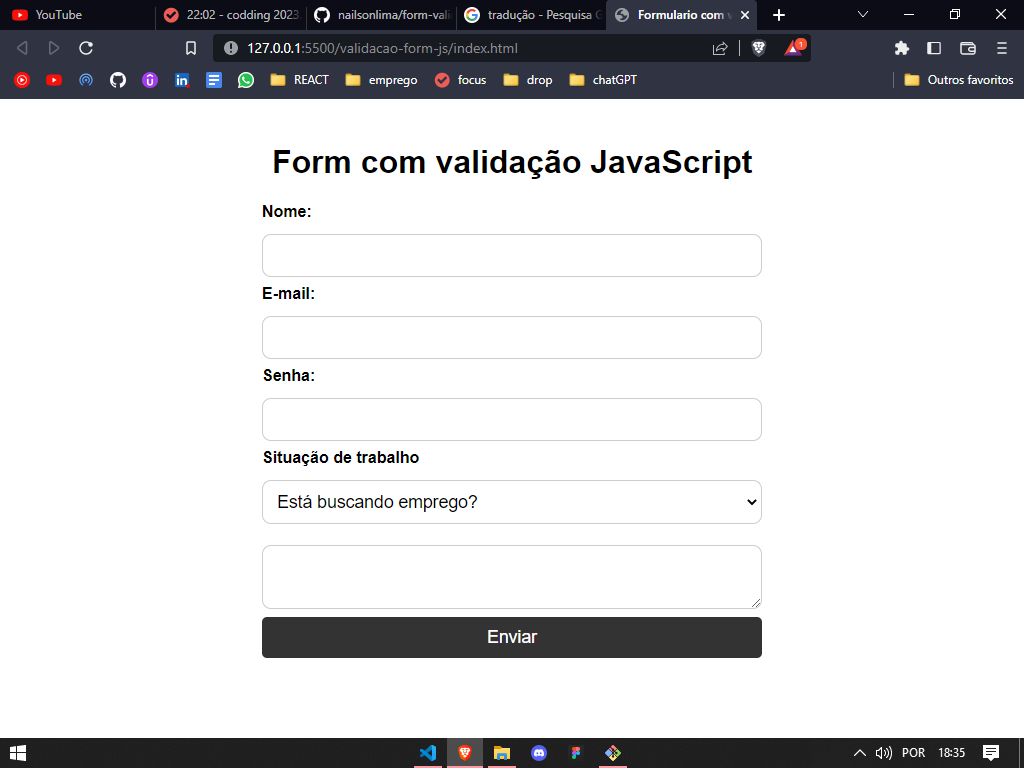 YouTube
22:02 - codding 2023
nailsonlima/form-vali
tradução - Pesquisa G
Formulario com v
127.0.0.1:5500/validacao-form-js/index.html
1
REACT
emprego
focus
drop
chatGPT
Outros favoritos
Form com validação JavaScript
Nome:
E-mail:
Senha:
Situação de trabalho
Está buscando emprego?
Enviar
POR
18:35